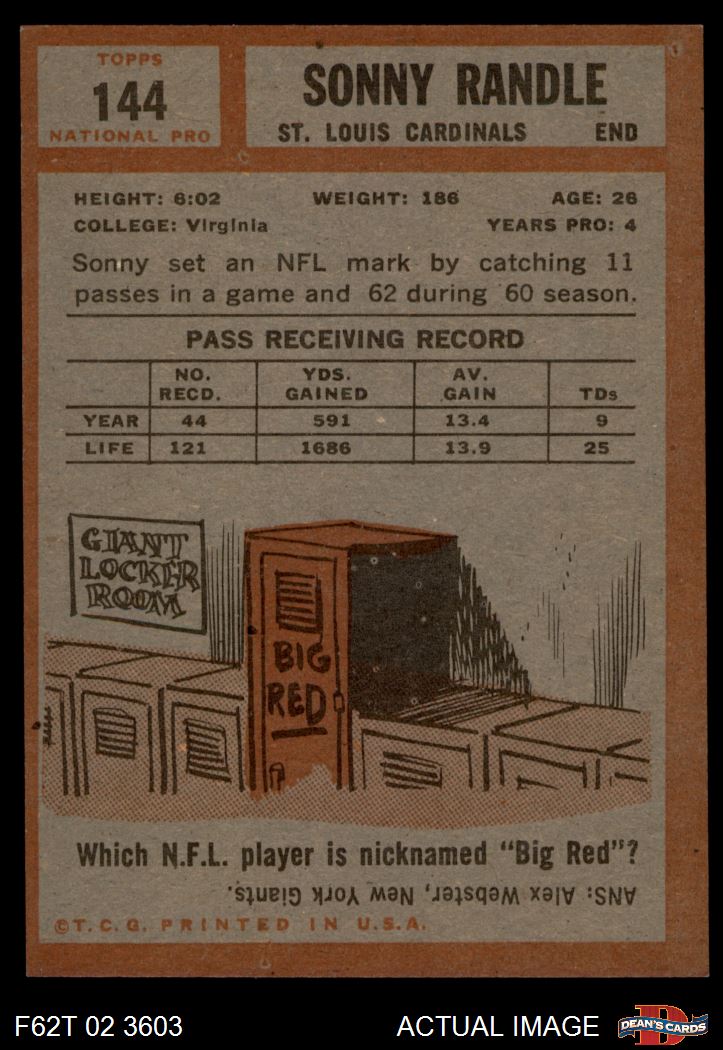 TOPPS
144
NATIONAL PRO
SONNY RANDLE
ST. LOUIS CARDINALS END
HEIGHT: 6:02 WEIGHT: 186 AGE: 26
COLLEGE: Virginia YEARS PRO: 4
Sonny set an NFL mark by catching 11
passes in a game and 62 during '60 season.
PASS RECEIVING RECORD
NO. RECD. YDS. GAINED AV. GAIN TDs
YEAR 44 591 13.4 9
LIFE 121 1686 13.9 25
GIANT
LOCKER
ROOM
BIG
RED
Which N.F.L. player is nicknamed "Big Red"?
ANS: Alex Webster, New York Giants.
©T.C.G. PRINTED IN U.S.A.
F62T 02 3603 ACTUAL IMAGE
D
DEAN'S CARDS